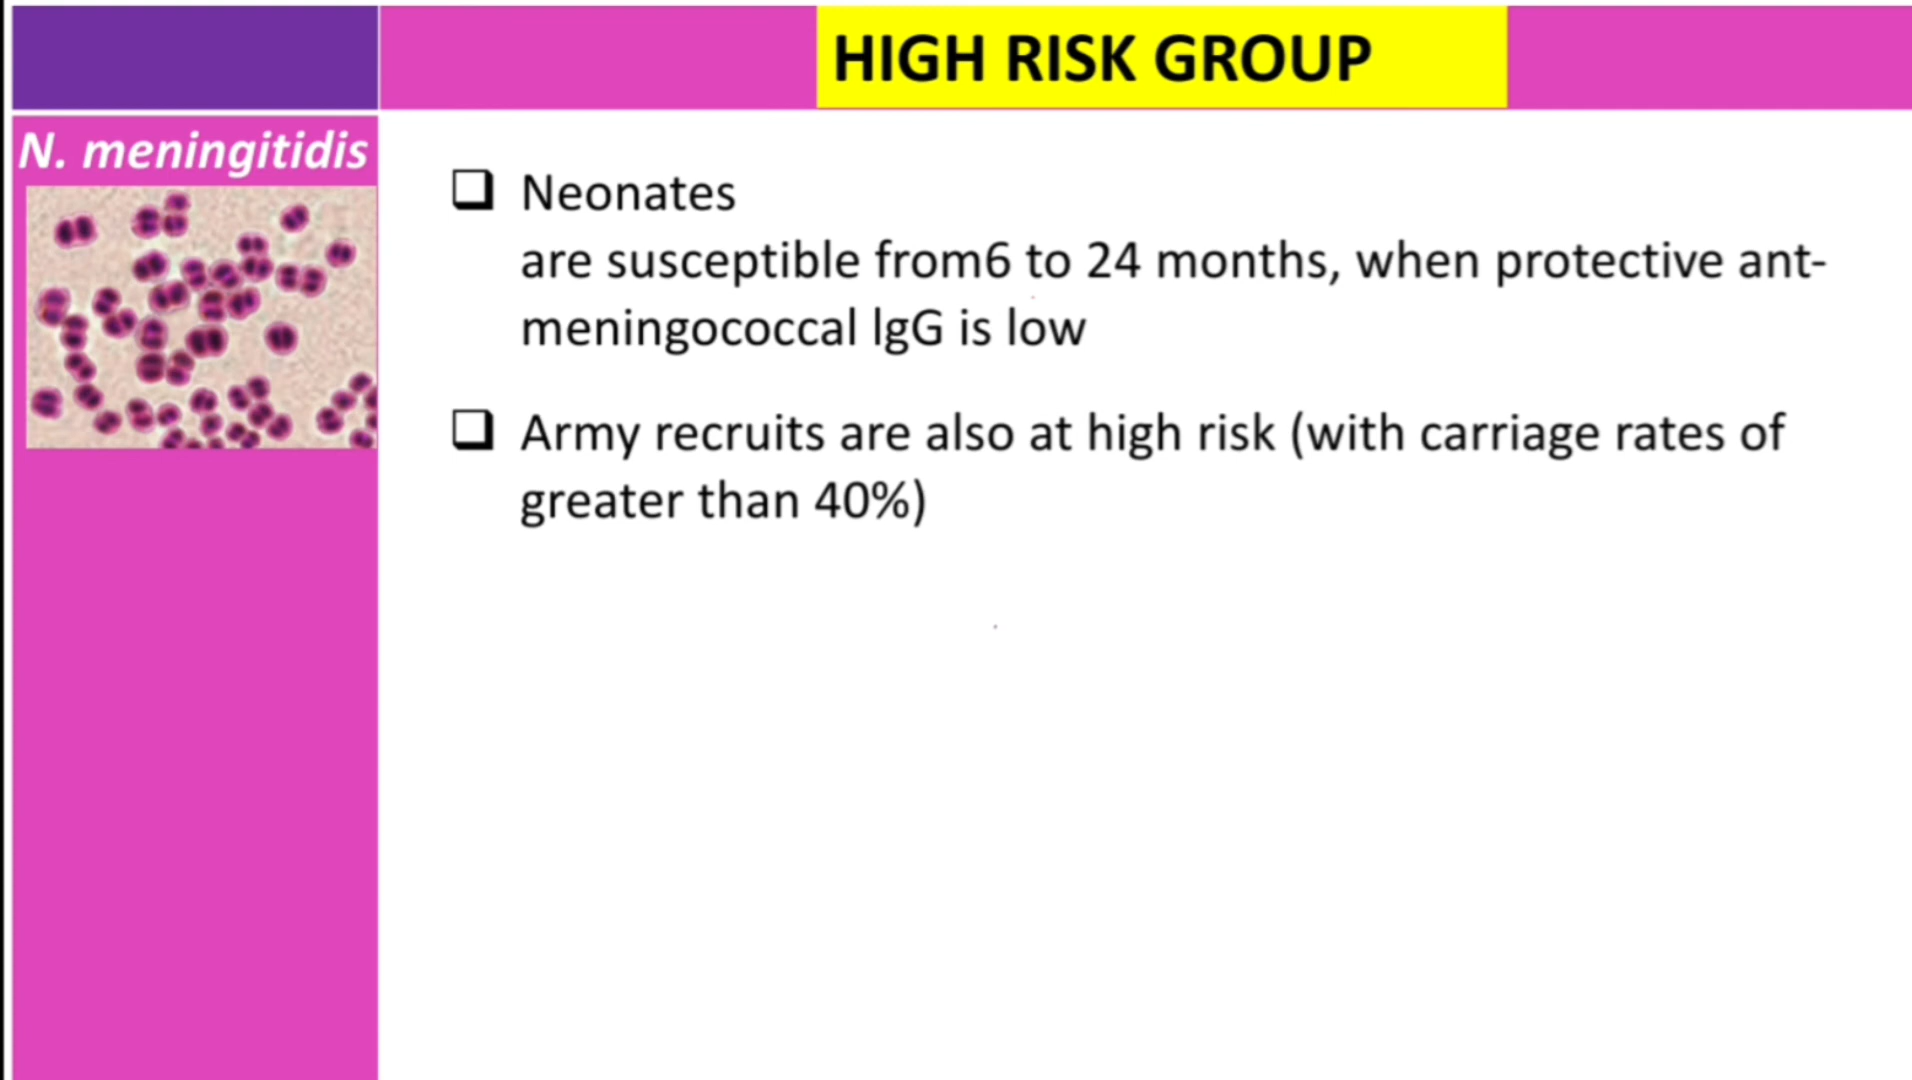 HIGH RISK GROUP
N. meningitidis
Neonates
are susceptible from6 to 24 months, when protective ant-
meningococcal lgG is low
Army recruits are also at high risk (with carriage rates of
greater than 40%)